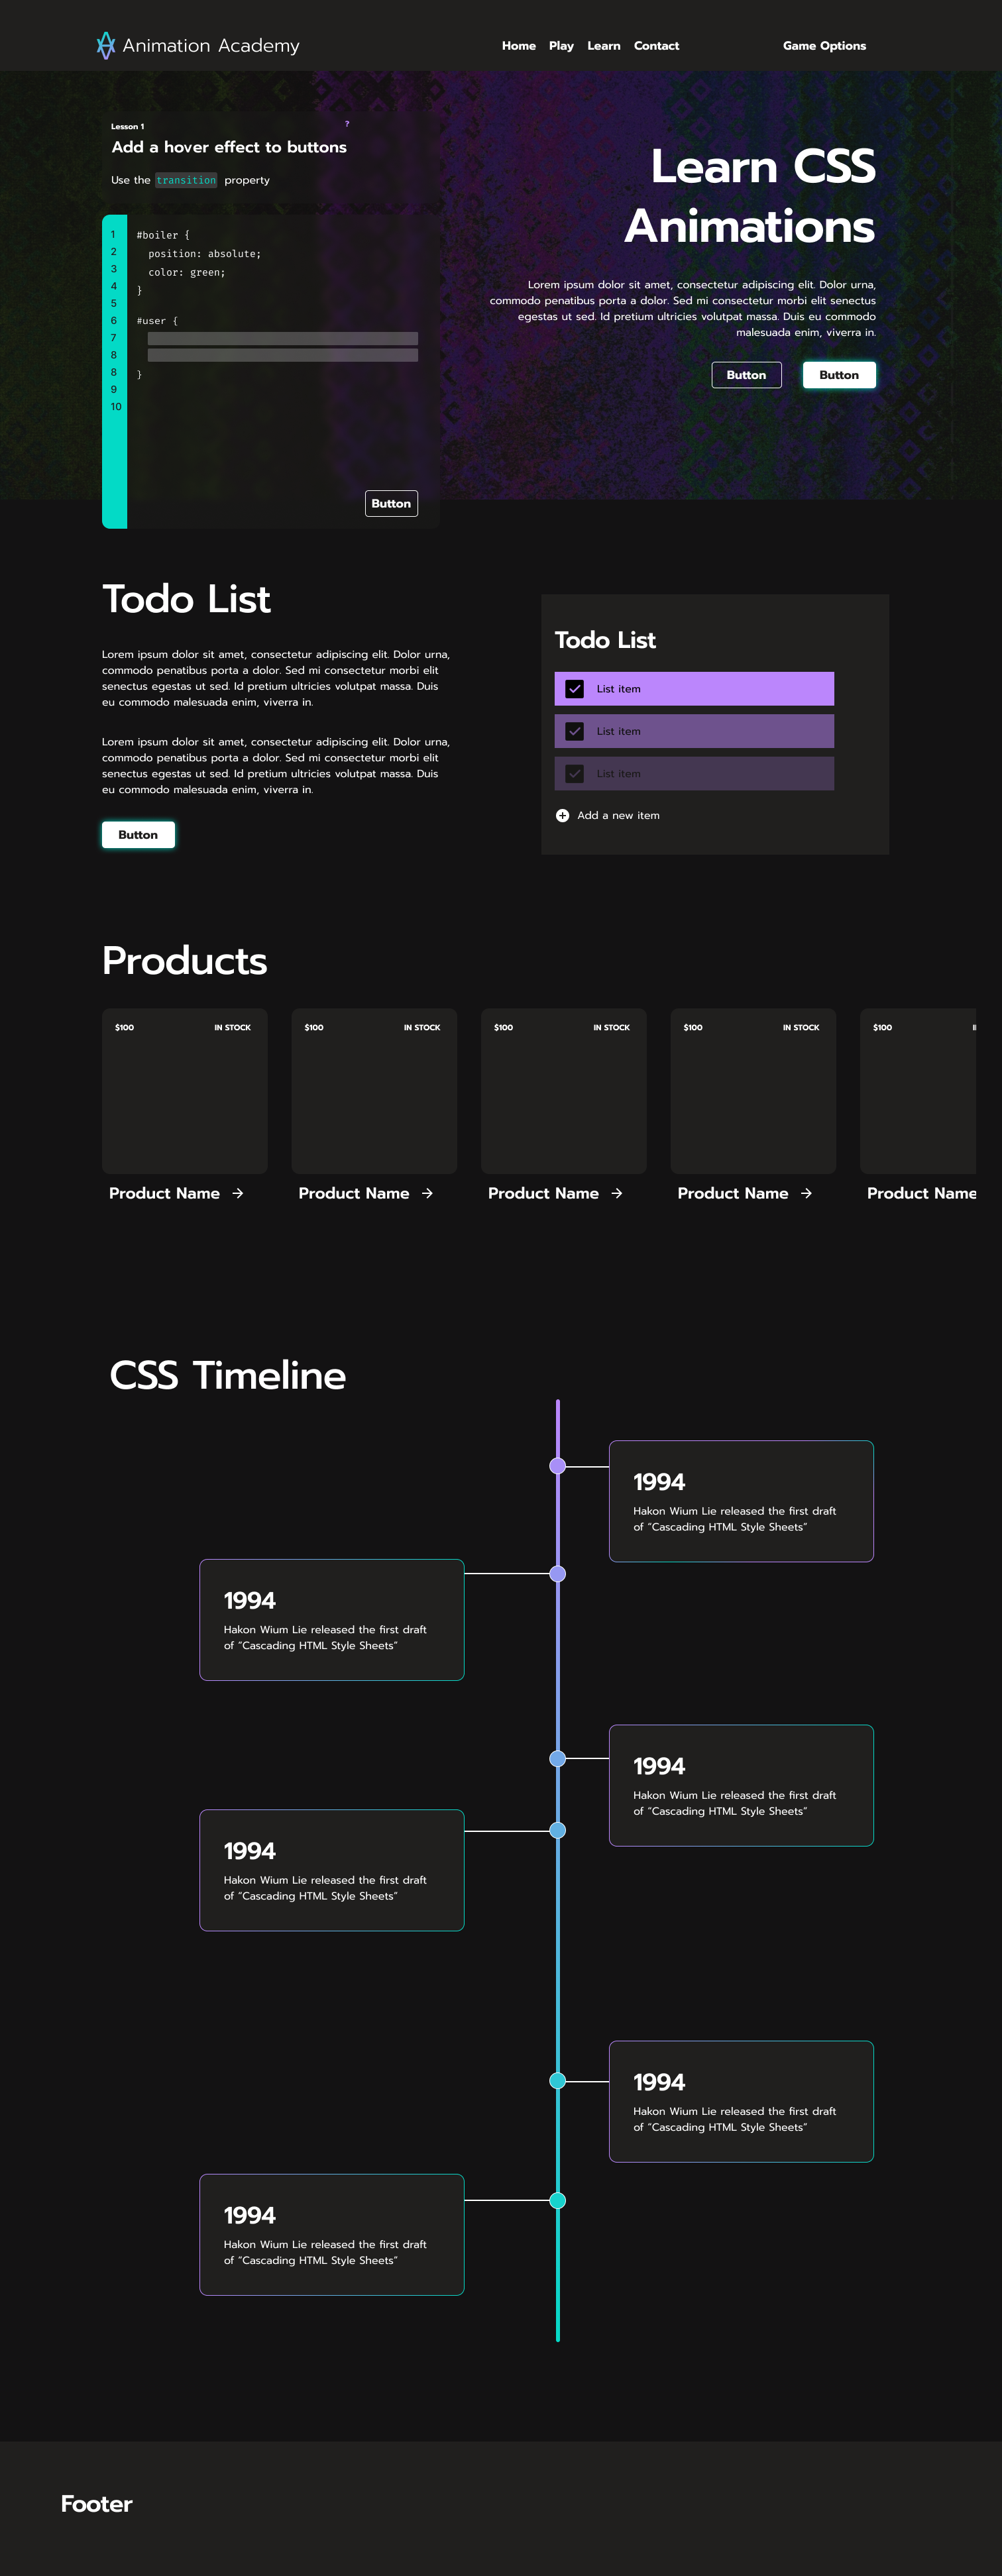 Animation Academy
Home Play Learn Contact
Game Options
Lesson 1
?
Add a hover effect to buttons
Use the transition property
1
2
3
4
5
6
7
8
8
9
10
#boiler {
position: absolute;
color: green;
}
#user {
}
Button
Learn CSS
Animations
Lorem ipsum dolor sit amet, consectetur adipiscing elit. Dolor urna,
commodo penatibus porta a dolor. Sed mi consectetur morbi elit senectus
egestas ut sed. Id pretium ultricies volutpat massa. Duis eu commodo
malesuada enim, viverra in.
Button
Button
Todo List
Lorem ipsum dolor sit amet, consectetur adipiscing elit. Dolor urna,
commodo penatibus porta a dolor. Sed mi consectetur morbi elit
senectus egestas ut sed. Id pretium ultricies volutpat massa. Duis
eu commodo malesuada enim, viverra in.
Lorem ipsum dolor sit amet, consectetur adipiscing elit. Dolor urna,
commodo penatibus porta a dolor. Sed mi consectetur morbi elit
senectus egestas ut sed. Id pretium ultricies volutpat massa. Duis
eu commodo malesuada enim, viverra in.
Button
Todo List
List item
List item
List item
Add a new item
Products
$100 IN STOCK
Product Name
$100 IN STOCK
Product Name
$100 IN STOCK
Product Name
$100 IN STOCK
Product Name
$100
Product Name
CSS Timeline
1994
Hakon Wium Lie released the first draft
of “Cascading HTML Style Sheets”
1994
Hakon Wium Lie released the first draft
of “Cascading HTML Style Sheets”
1994
Hakon Wium Lie released the first draft
of “Cascading HTML Style Sheets”
1994
Hakon Wium Lie released the first draft
of “Cascading HTML Style Sheets”
1994
Hakon Wium Lie released the first draft
of “Cascading HTML Style Sheets”
1994
Hakon Wium Lie released the first draft
of “Cascading HTML Style Sheets”
Footer